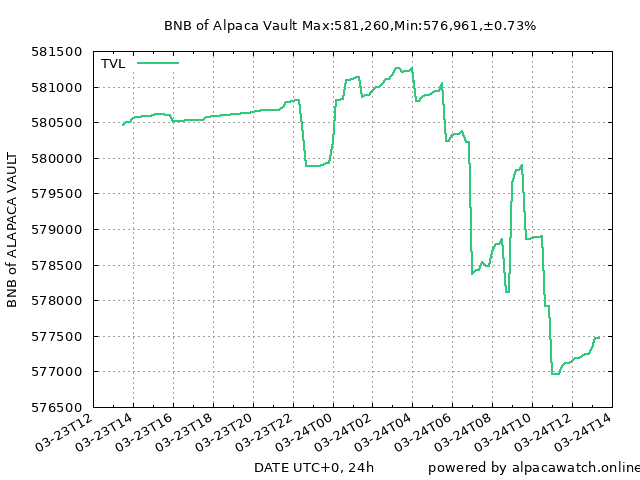 BNB of Alpaca Vault Max:581,260,Min:576,961,±0.73%
TVL
581500
581000
580500
580000
579500
579000
578500
578000
577500
577000
576500
BNB of ALAPACA VAULT
03-23T12
03-23T14
03-23T16
03-23T18
03-23T20
03-23T22
03-24T00
03-24T02
03-24T04
03-24T06
03-24T08
03-24T10
03-24T12
03-24T14
DATE UTC+0, 24h
powered by alpacawatch.online